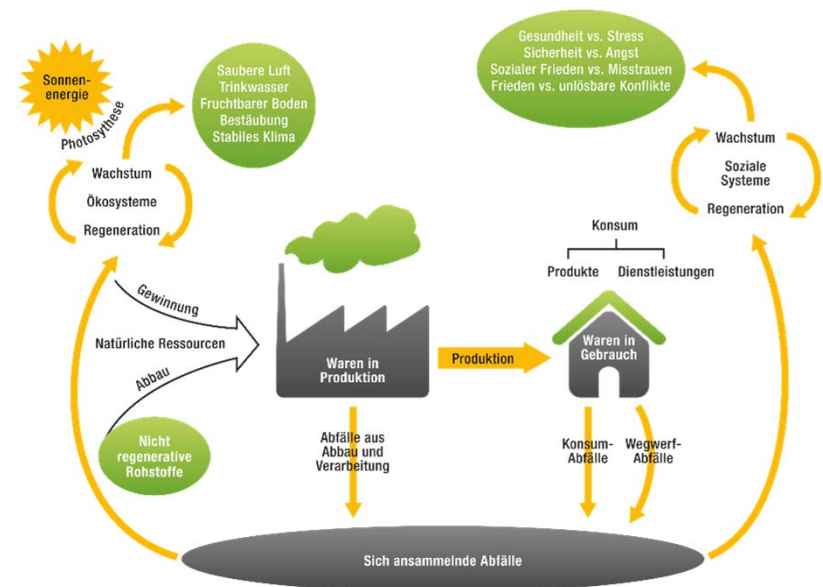 Sonnen-
energie
Photosythese
Saubere Luft
Trinkwasser
Fruchtbarer Boden
Bestäubung
Stabiles Klima
Gesundheit vs. Stress
Sicherheit vs. Angst
Sozialer Frieden vs. Misstrauen
Frieden vs. unlösbare Konflikte
Wachstum
Ökosysteme
Regeneration
Wachstum
Soziale
Systeme
Regeneration
Konsum
Produkte
Dienstleistungen
Gewinnung
Natürliche Ressourcen
Abbau
Waren in
Produktion
Produktion
Waren in
Gebrauch
Nicht
regenerative
Rohstoffe
Abfälle aus
Abbau und
Verarbeitung
Konsum-
Abfälle
Wegwerf-
Abfälle
Sich ansammelnde Abfälle